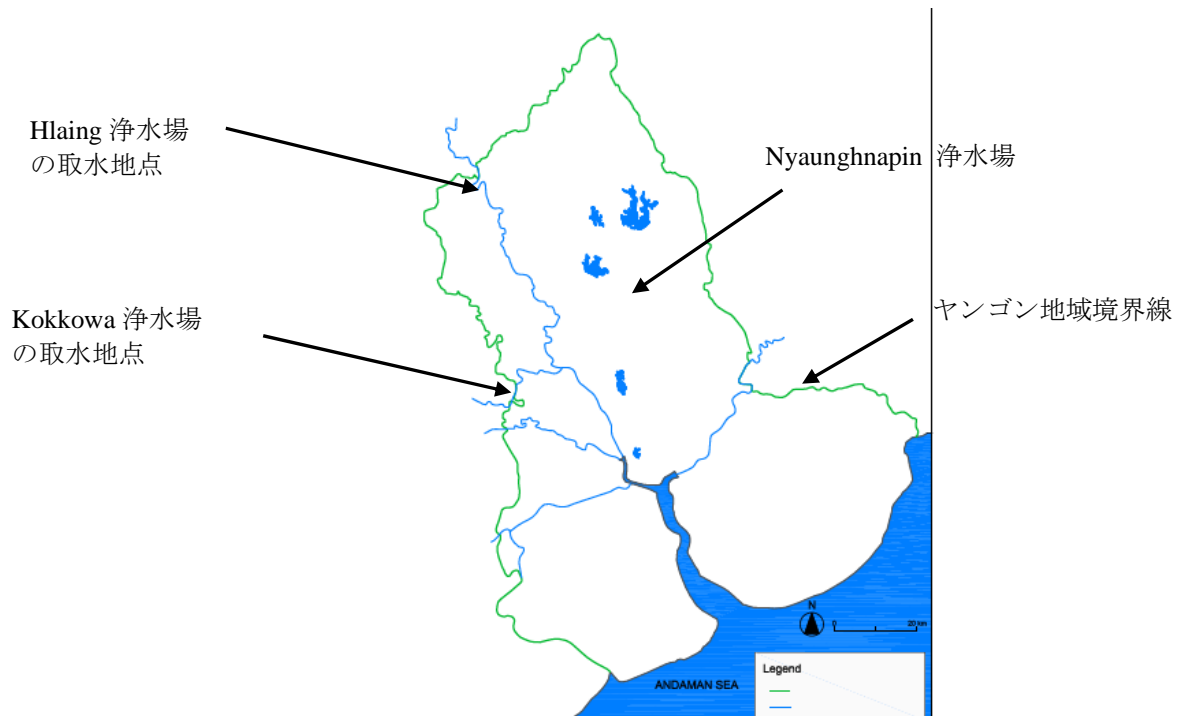 Hlaing 浄水場
の取水地点
Nyaunghnapin 浄水場
Kokkowa 浄水場
の取水地点
ヤンゴン地域境界線
N
0 20 km
Legend
ANDAMAN SEA